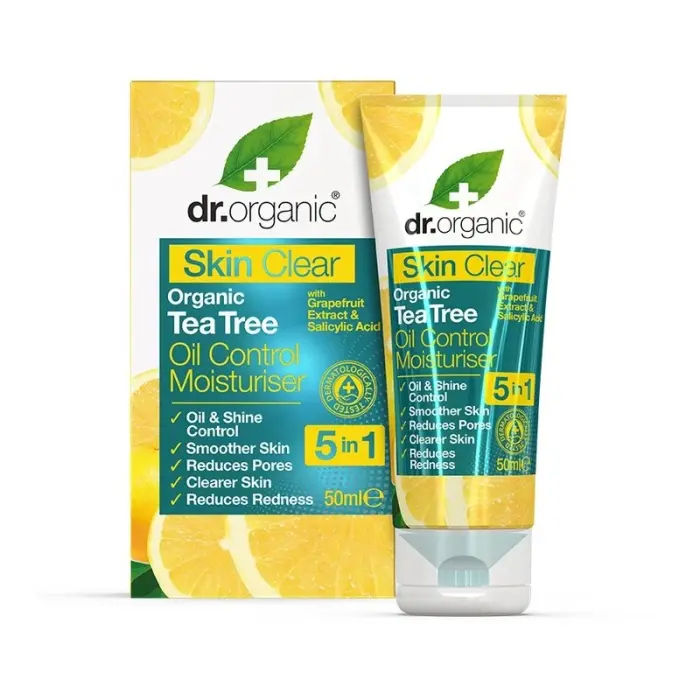 dr.organic®
Skin Clear
Organic
Tea Tree
Oil Control
Moisturiser
with
Grapefruit
Extract &
Salicylic Acid
✓ Oil & Shine
Control
✓ Smoother Skin
✓ Reduces Pores
✓ Clearer Skin
✓ Reduces Redness
DERMATOLOGICALLY TESTED
5 in 1
50ml℮
dr.organic®
Skin Clear
Organic
Tea Tree
Oil Control
Moisturiser
with
Grapefruit
Extract &
Salicylic Acid
✓ Oil & Shine
Control
✓ Smoother Skin
✓ Reduces Pores
✓ Clearer Skin
✓ Reduces
Redness
5 in 1
DERMATOLOGICALLY TESTED
50ml℮